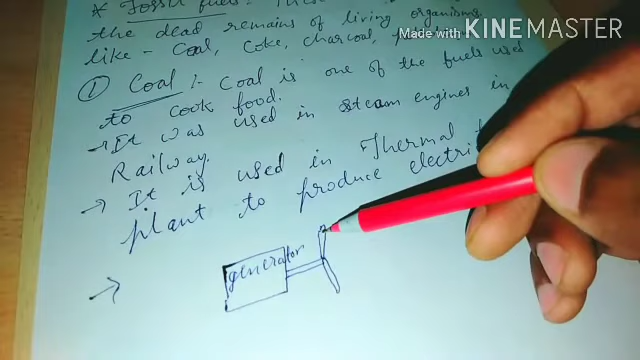 * Fossil fuels:- These
the dead remains of living organisms,
like - Coal, Coke, Charcoal,
① Coal :- Coal is one of the fuels used
to cook food.
→ It was used in steam engines in
Railway.
→ It is used in Thermal
plant to produce
→
generator
Made with KINEMASTER